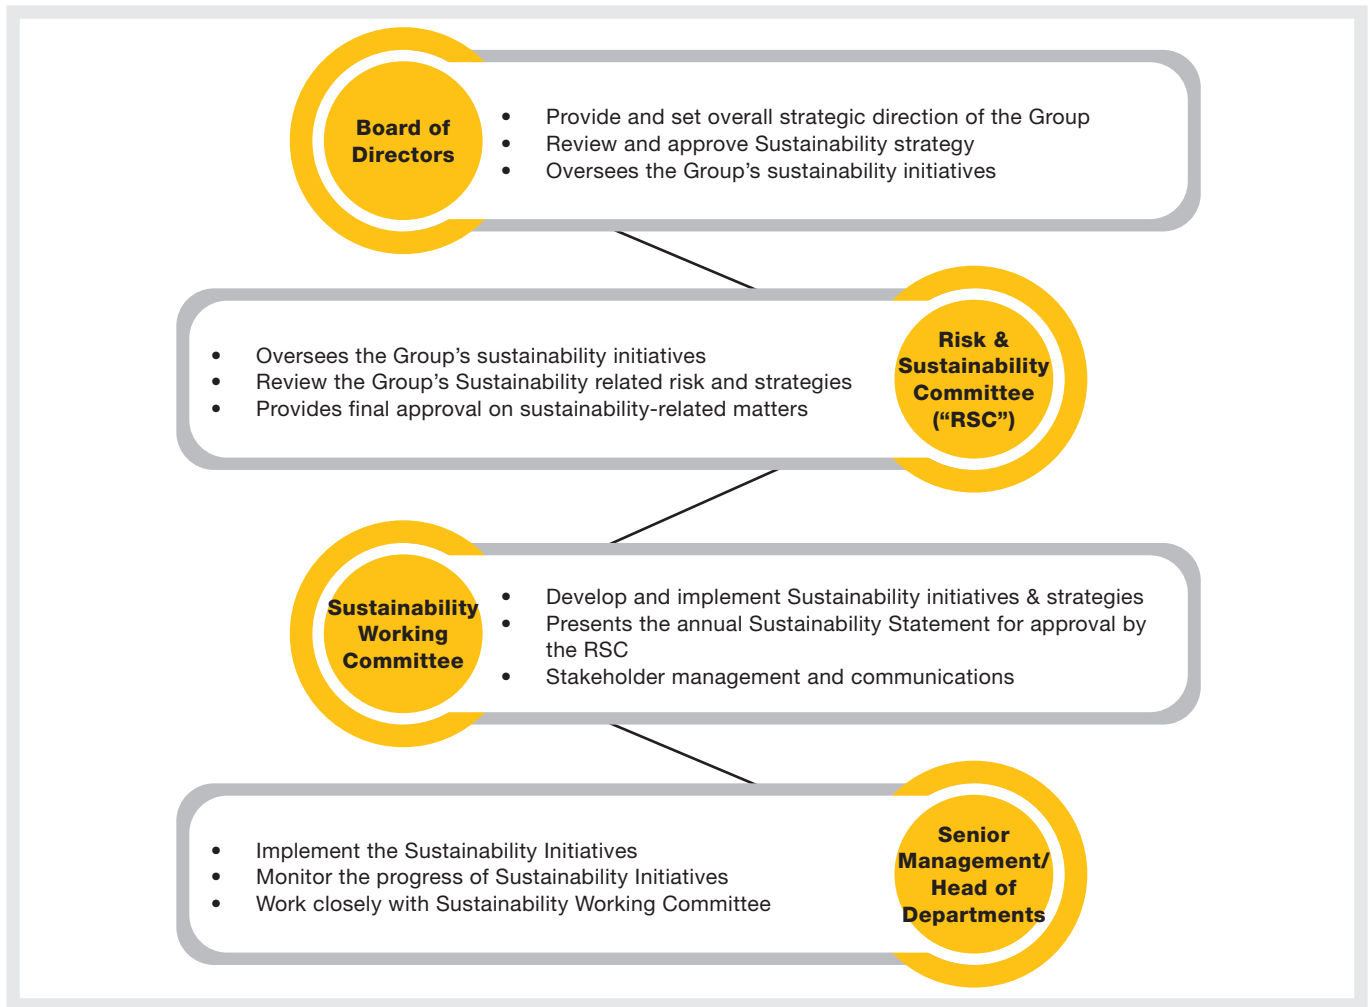 Board of
Directors
• Provide and set overall strategic direction of the Group
• Review and approve Sustainability strategy
• Oversees the Group’s sustainability initiatives
• Oversees the Group’s sustainability initiatives
• Review the Group’s Sustainability related risk and strategies
• Provides final approval on sustainability-related matters
Risk &
Sustainability
Committee
(“RSC”)
Sustainability
Working
Committee
• Develop and implement Sustainability initiatives & strategies
• Presents the annual Sustainability Statement for approval by
the RSC
• Stakeholder management and communications
• Implement the Sustainability Initiatives
• Monitor the progress of Sustainability Initiatives
• Work closely with Sustainability Working Committee
Senior
Management/
Head of
Departments